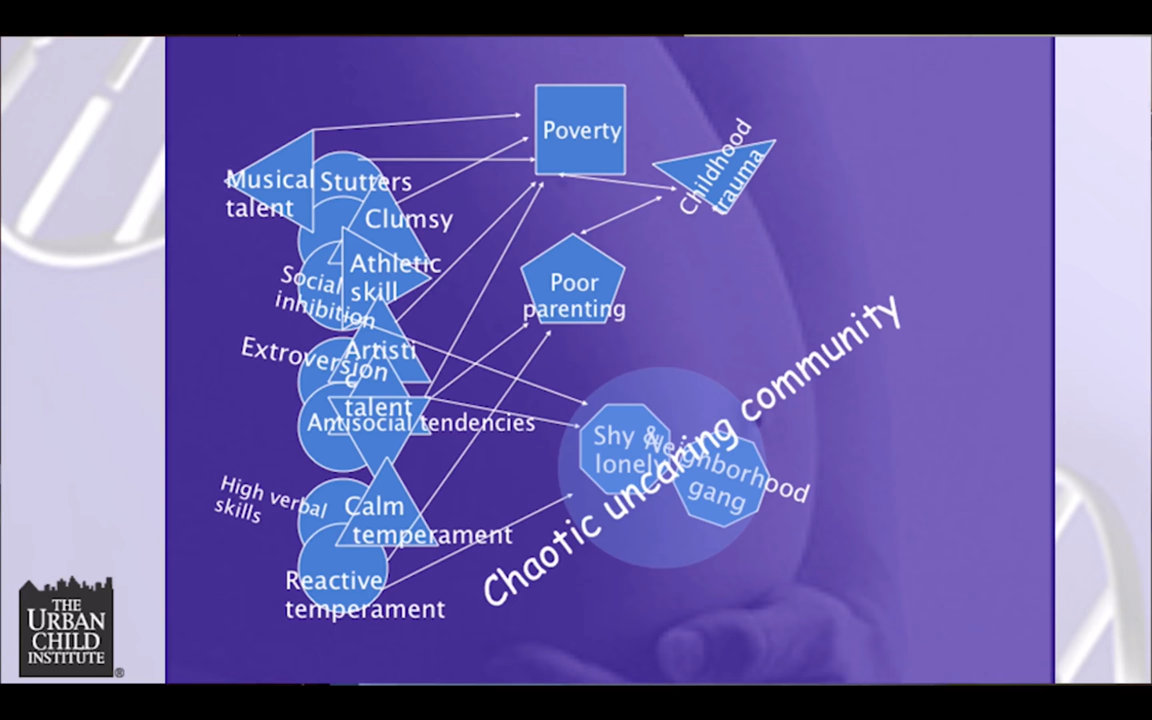 Poverty
Childhood
trauma
Musical
talent
Stutters
Clumsy
Athletic
skill
Social
inhibition
Poor
parenting
Extroversion
Artisti
c
talent
Antisocial tendencies
Shy &
lonely
Neighborhood
gang
Chaotic uncaring community
High verbal
skills
Calm
temperament
Reactive
temperament
THE
URBAN
CHILD
INSTITUTE
®